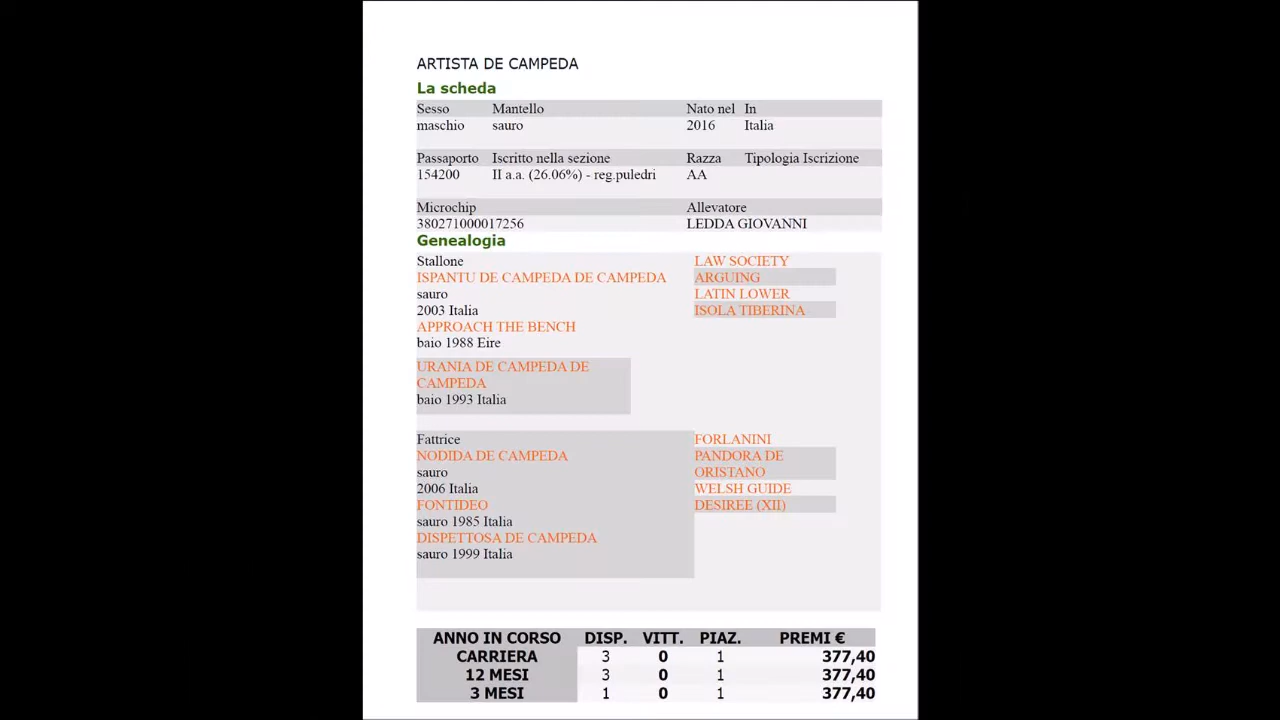 ARTISTA DE CAMPEDA
La scheda
Sesso Mantello Nato nel In
maschio sauro 2016 Italia
Passaporto Iscritto nella sezione Razza Tipologia Iscrizione
154200 II a.a. (26.06%) - reg.puledri AA
Microchip Allevatore
380271000017256 LEDDA GIOVANNI
Genealogia
Stallone LAW SOCIETY
ISPANTU DE CAMPEDA DE CAMPEDA ARGUING
sauro LATIN LOWER
2003 Italia ISOLA TIBERINA
APPROACH THE BENCH
baio 1988 Eire
URANIA DE CAMPEDA DE
CAMPEDA
baio 1993 Italia
Fattrice FORLANINI
NODIDA DE CAMPEDA PANDORA DE
sauro ORISTANO
2006 Italia WELSH GUIDE
FONTIDEO DESIREE (XII)
sauro 1985 Italia
DISPETTOSA DE CAMPEDA
sauro 1999 Italia
ANNO IN CORSO DISP. VITT. PIAZ. PREMI €
CARRIERA 3 0 1 377,40
12 MESI 3 0 1 377,40
3 MESI 1 0 1 377,40